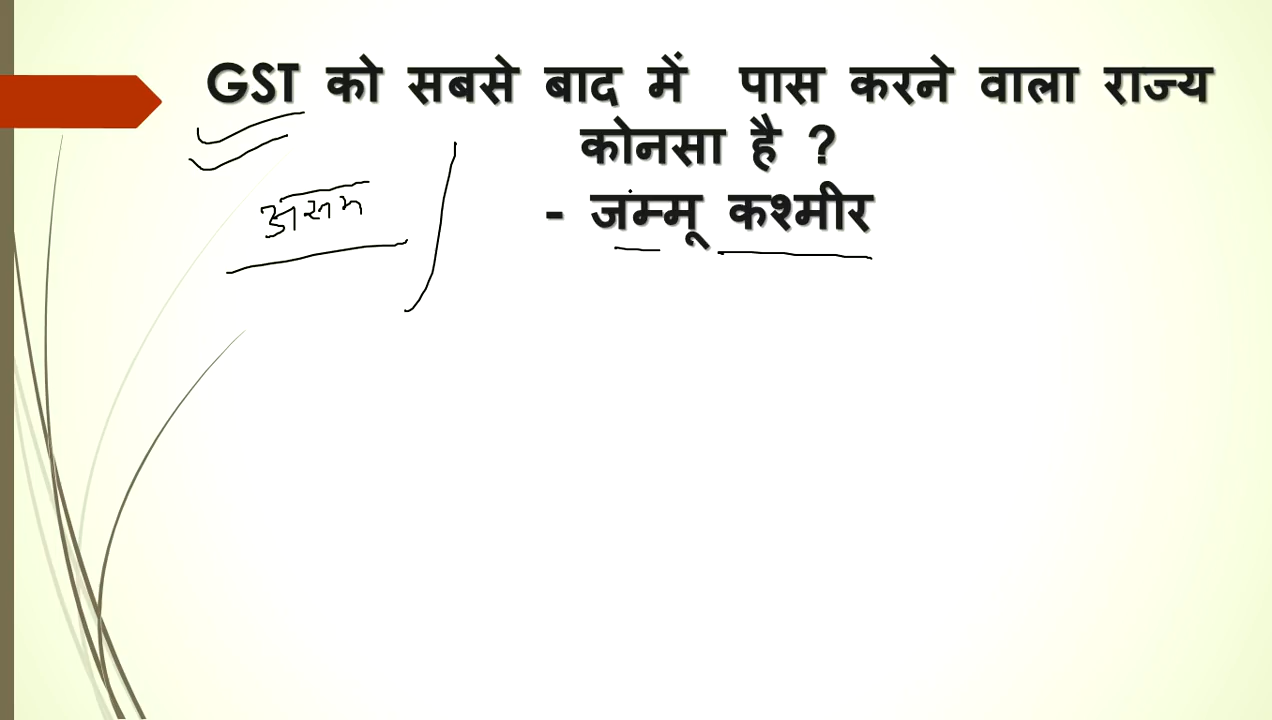 GST को सबसे बाद में पास करने वाला राज्य
कोनसा है ?
असम
- जंम्मू कश्मीर